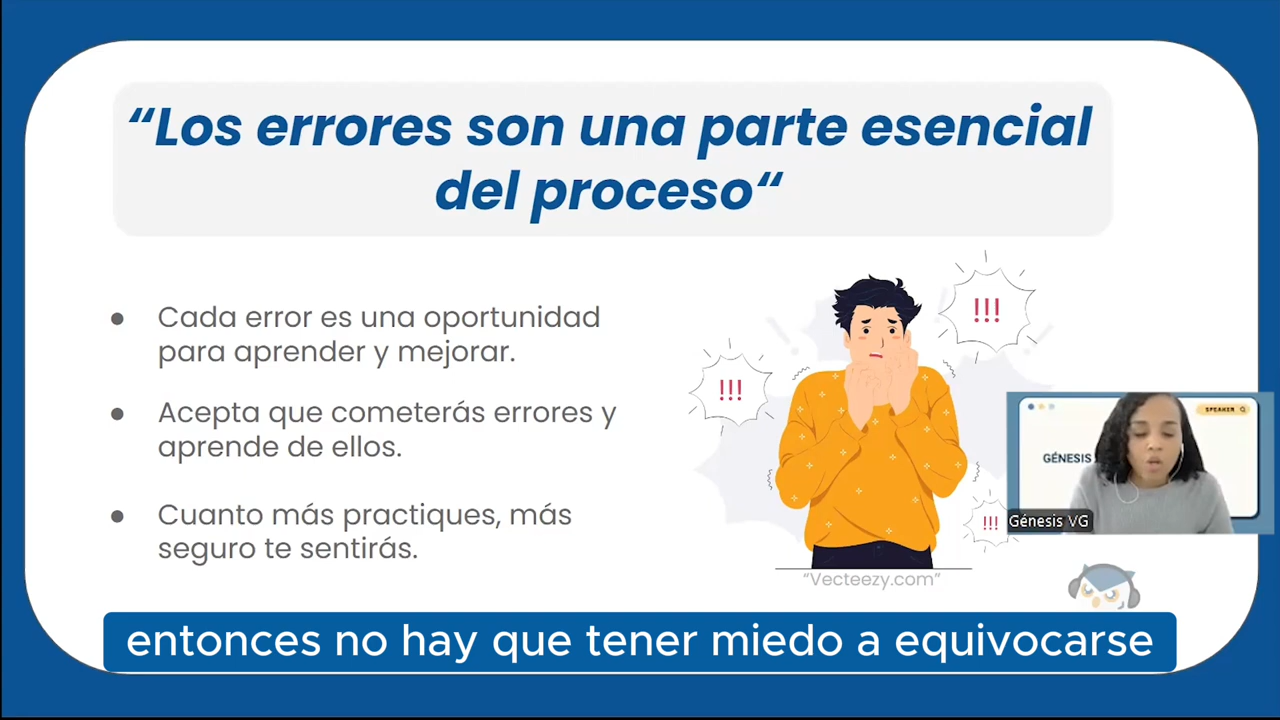 “Los errores son una parte esencial
del proceso“
● Cada error es una oportunidad
para aprender y mejorar.
● Acepta que cometerás errores y
aprende de ellos.
● Cuanto más practiques, más
seguro te sentirás.
!!!
!!!
!!!
“Vecteezy.com”
SPEAKER
GÉNESIS
Génesis VG
entonces no hay que tener miedo a equivocarse